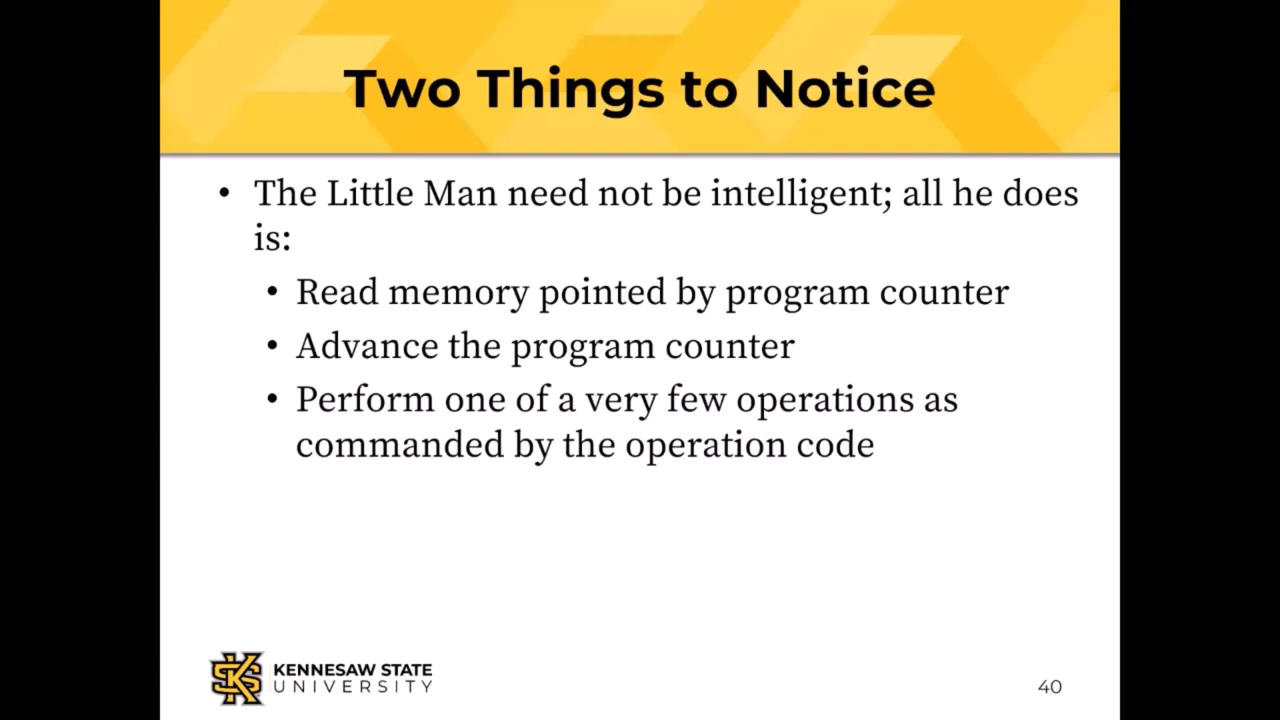 Two Things to Notice
• The Little Man need not be intelligent; all he does
is:
• Read memory pointed by program counter
• Advance the program counter
• Perform one of a very few operations as
commanded by the operation code
KENNESAW STATE
UNIVERSITY
40